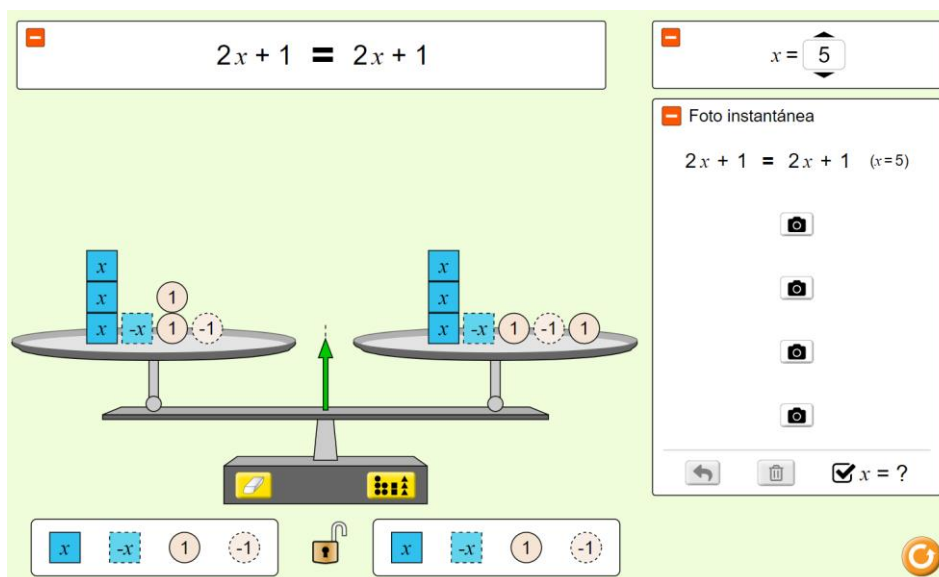 2x + 1 = 2x + 1
x = 5
Foto instantánea
2x + 1 = 2x + 1 (x=5)
x x
x 1 x
x -x 1 -1 x -x 1 -1 1
x = ?
x -x 1 -1 x -x 1 -1